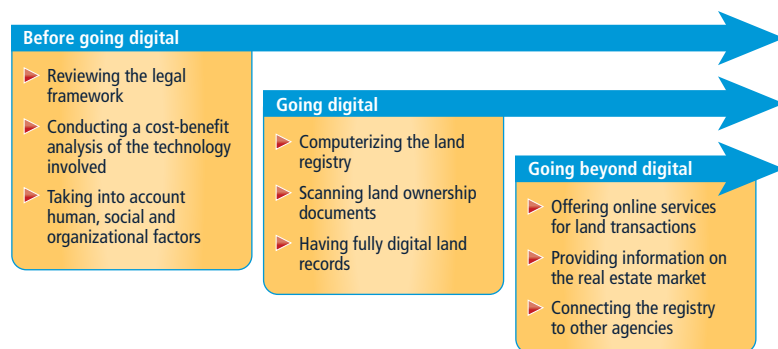 Before going digital
Reviewing the legal
framework
Conducting a cost-benefit
analysis of the technology
involved
Taking into account
human, social and
organizational factors
Going digital
Computerizing the land
registry
Scanning land ownership
documents
Having fully digital land
records
Going beyond digital
Offering online services
for land transactions
Providing information on
the real estate market
Connecting the registry
to other agencies